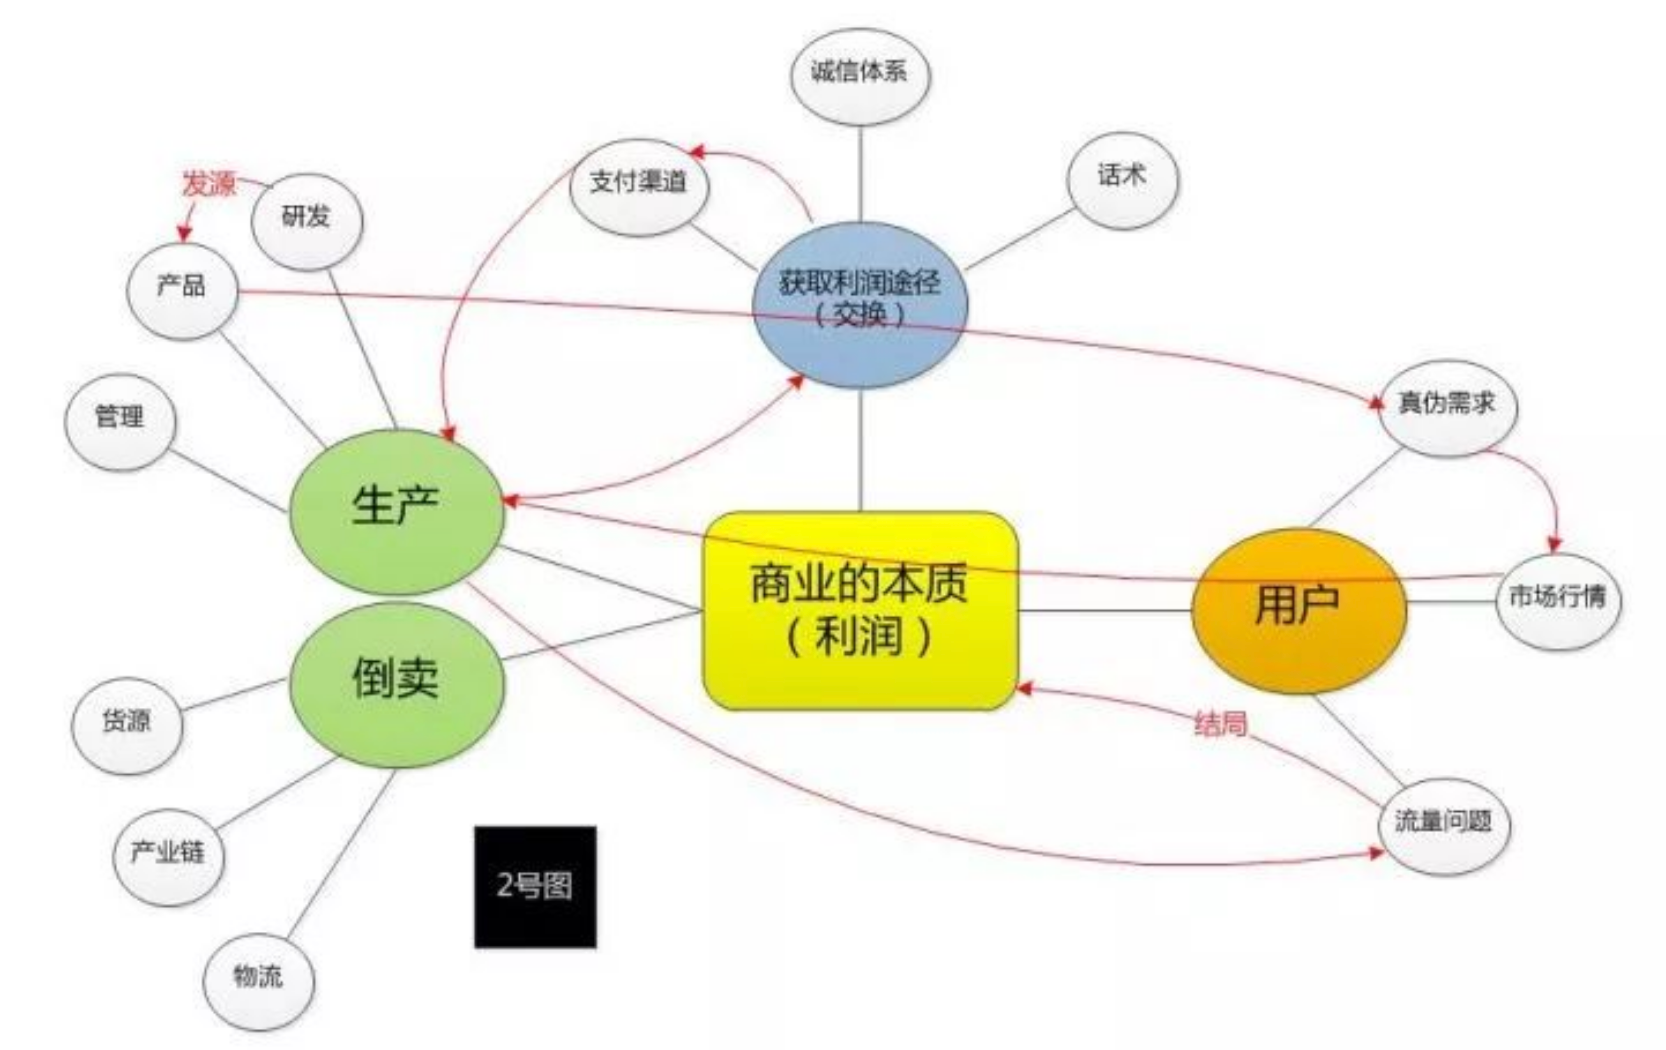 诚信体系
支付渠道
话术
发源
研发
产品
获取利润途径
（交换）
管理
真伪需求
生产
商业的本质
（利润）
用户
市场行情
倒卖
货源
结局
流量问题
产业链
2号图
物流